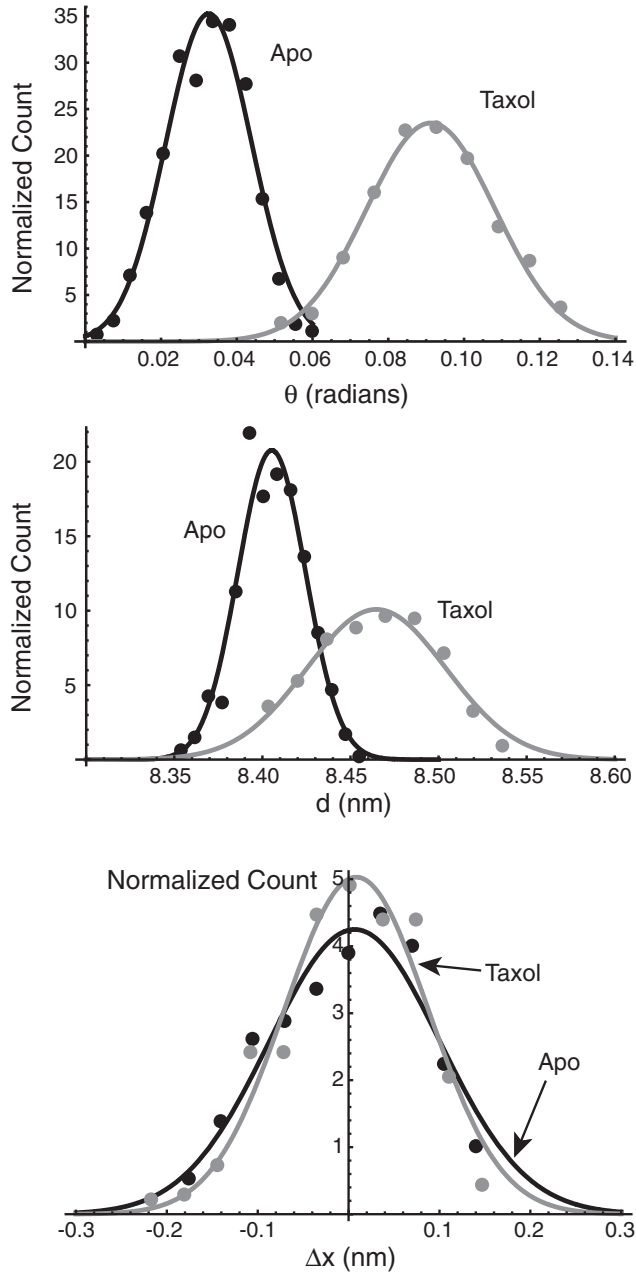 35
Apo
30
Taxol
25
20
15
10
5
Normalized Count
0.02 0.04 0.06 0.08 0.10 0.12 0.14
θ (radians)
20
Apo
15
Taxol
10
5
Normalized Count
8.35 8.40 8.45 8.50 8.55 8.60
d (nm)
Normalized Count
5
4
Taxol
3
Apo
2
1
-0.3 -0.2 -0.1 0.1 0.2 0.3
Δx (nm)